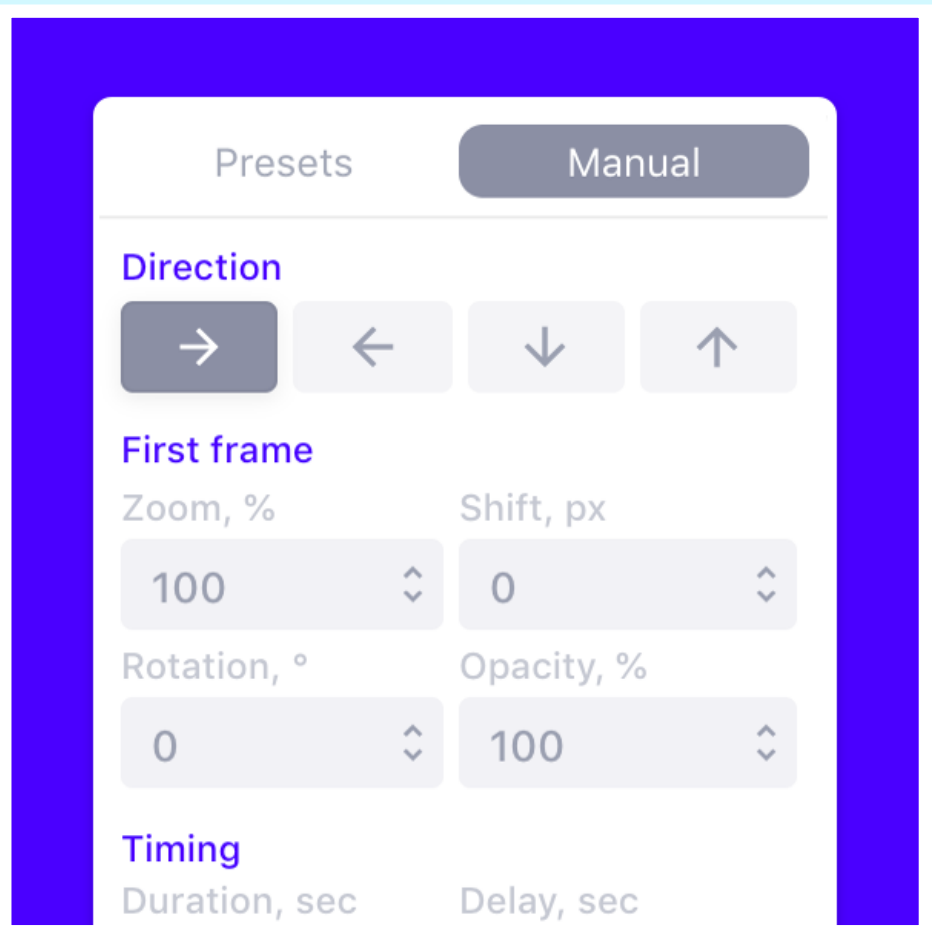 Presets Manual
Direction
→ ← ↓ ↑
First frame
Zoom, % Shift, px
100 0
Rotation, ° Opacity, %
0 100
Timing
Duration, sec Delay, sec